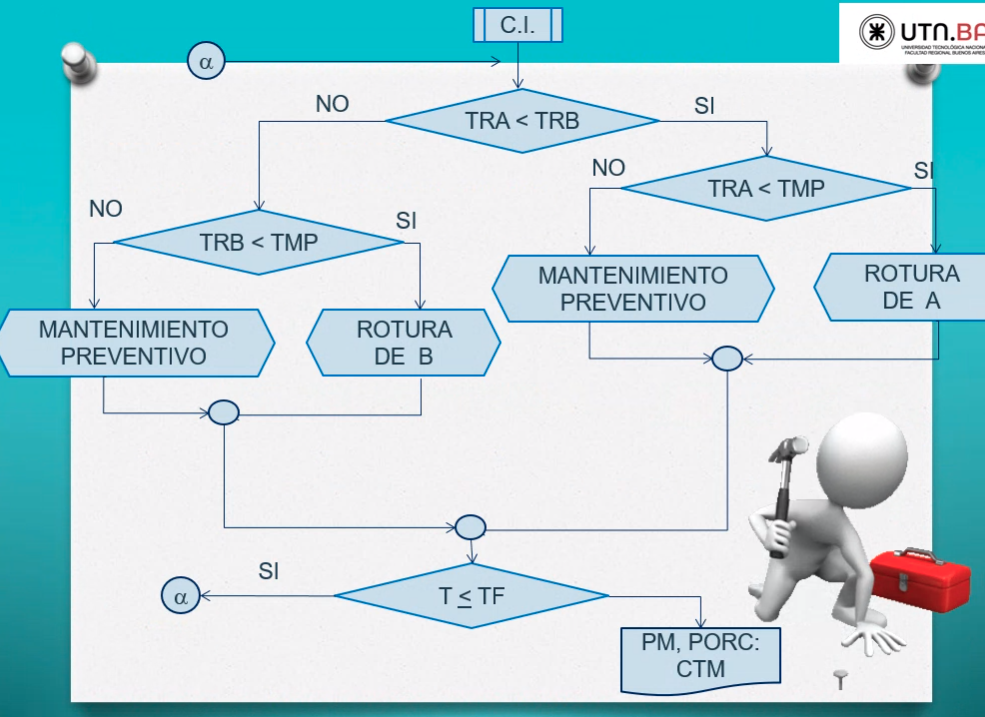 C.I.
UTN.BA
UNIVERSIDAD TECNOLÓGICA NACIONAL
FACULTAD REGIONAL BUENOS AIRES
α
NO
TRA < TRB
SI
NO
TRA < TMP
SI
NO
TRB < TMP
SI
MANTENIMIENTO
PREVENTIVO
ROTURA
DE A
MANTENIMIENTO
PREVENTIVO
ROTURA
DE B
SI
α
T ≤ TF
PM, PORC:
CTM